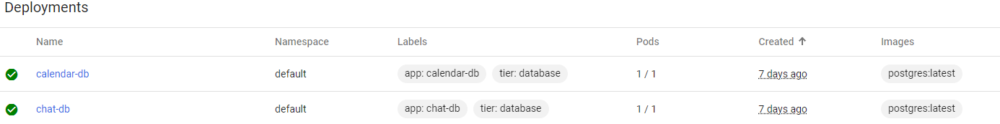 Deployments
Name Namespace Labels Pods Created ↑ Images
calendar-db default app: calendar-db tier: database 1 / 1 7 days ago postgres:latest
chat-db default app: chat-db tier: database 1 / 1 7 days ago postgres:latest